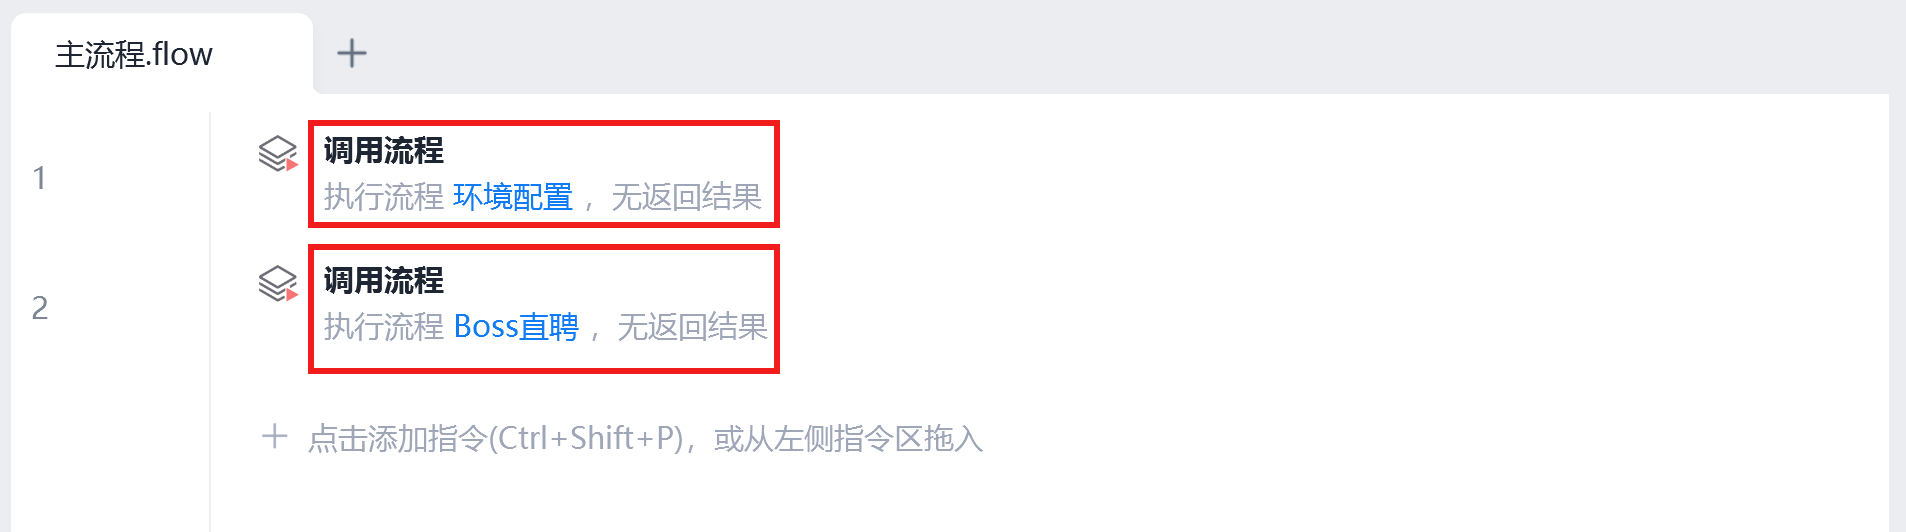 主流程.flow
1
调用流程
执行流程 环境配置 ，无返回结果
2
调用流程
执行流程 Boss直聘 ，无返回结果
点击添加指令(Ctrl+Shift+P)，或从左侧指令区拖入